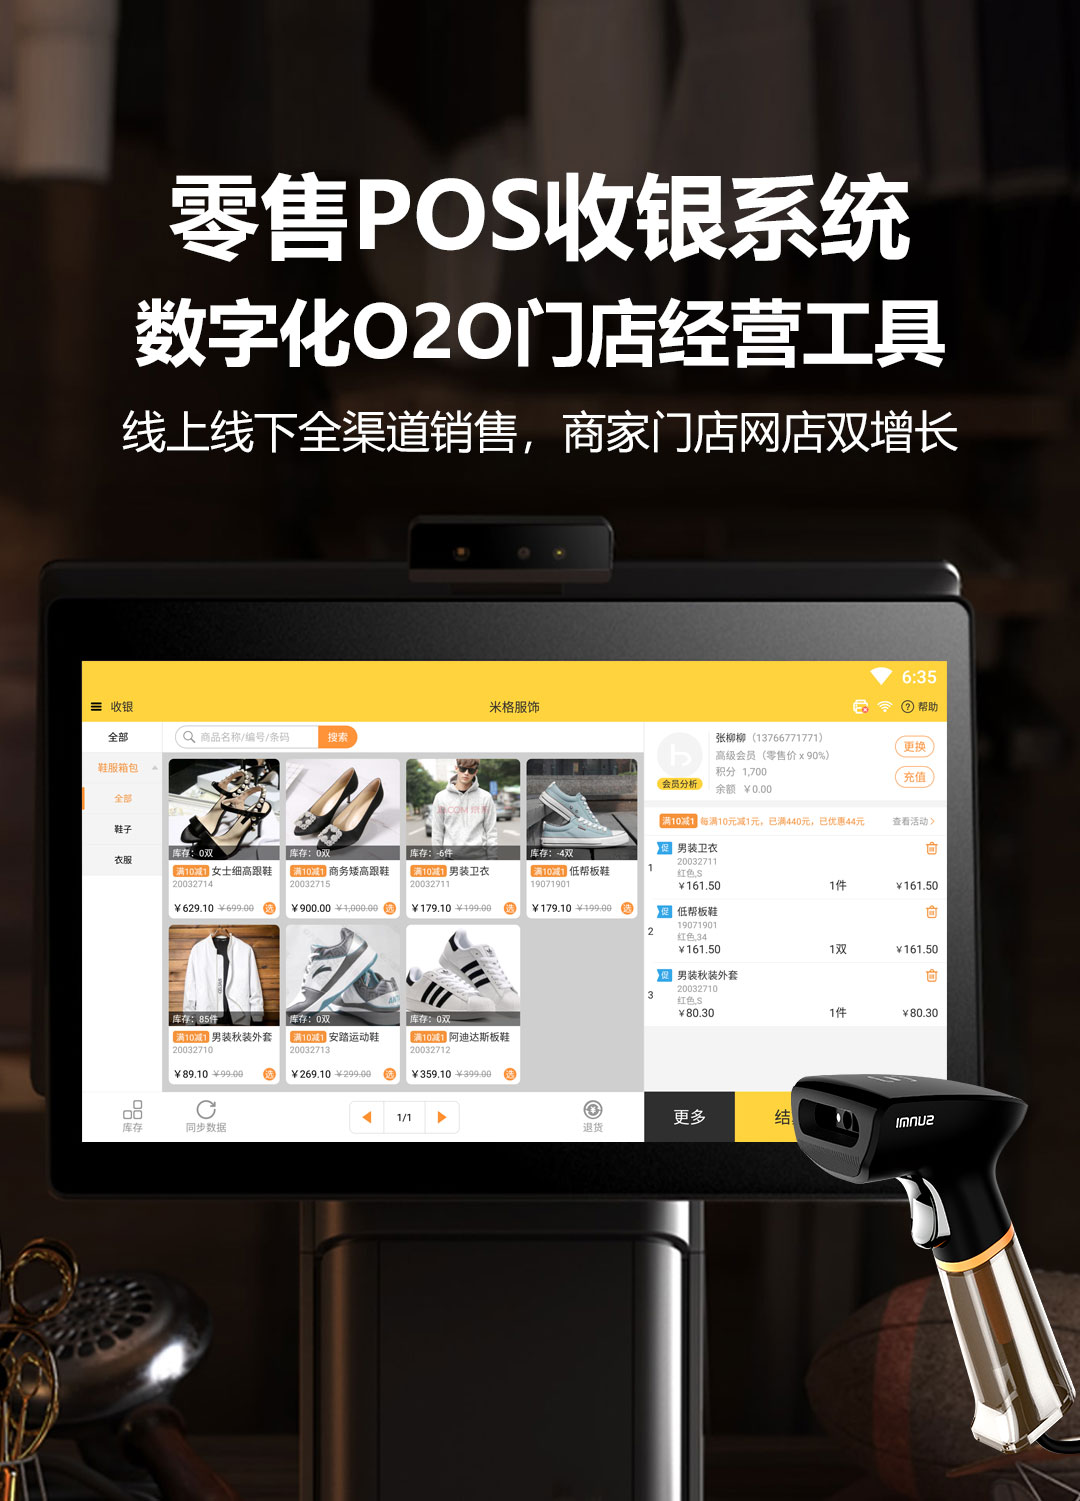 零售POS收银系统
数字化O2O门店经营工具
线上线下全渠道销售，商家门店网店双增长
6:35
收银
米格服饰
帮助
全部
商品名称/编号/条码
搜索
鞋服箱包
全部
鞋子
衣服
库存：0双
满10减1 女士细高跟鞋
20032714
￥629.10 ￥699.00 选
库存：0双
满10减1 商务矮高跟鞋
20032715
￥900.00 ￥1,000.00 选
库存：-6件
满10减1 男装卫衣
20032711
￥179.10 ￥199.00 选
库存：-4双
满10减1 低帮板鞋
19071901
￥179.10 ￥199.00 选
库存：85件
满10减1 男装秋装外套
20032710
￥89.10 ￥99.00 选
库存：0双
满10减1 安踏运动鞋
20032713
￥269.10 ￥299.00 选
库存：0双
满10减1 阿迪达斯板鞋
20032712
￥359.10 ￥399.00 选
张柳柳（13766771771）
高级会员（零售价 x 90%）
积分 1,700
余额 ￥0.00
会员分析
更换
充值
满10减1 每满10元减1元，已满440元，已优惠44元 查看活动
1
促 男装卫衣
20032711
红色,S
￥161.50 1件 ￥161.50
2
促 低帮板鞋
19071901
红色,34
￥161.50 1双 ￥161.50
3
促 男装秋装外套
20032710
红色,S
￥80.30 1件 ￥80.30
库存
同步数据
1/1
退货
更多
结